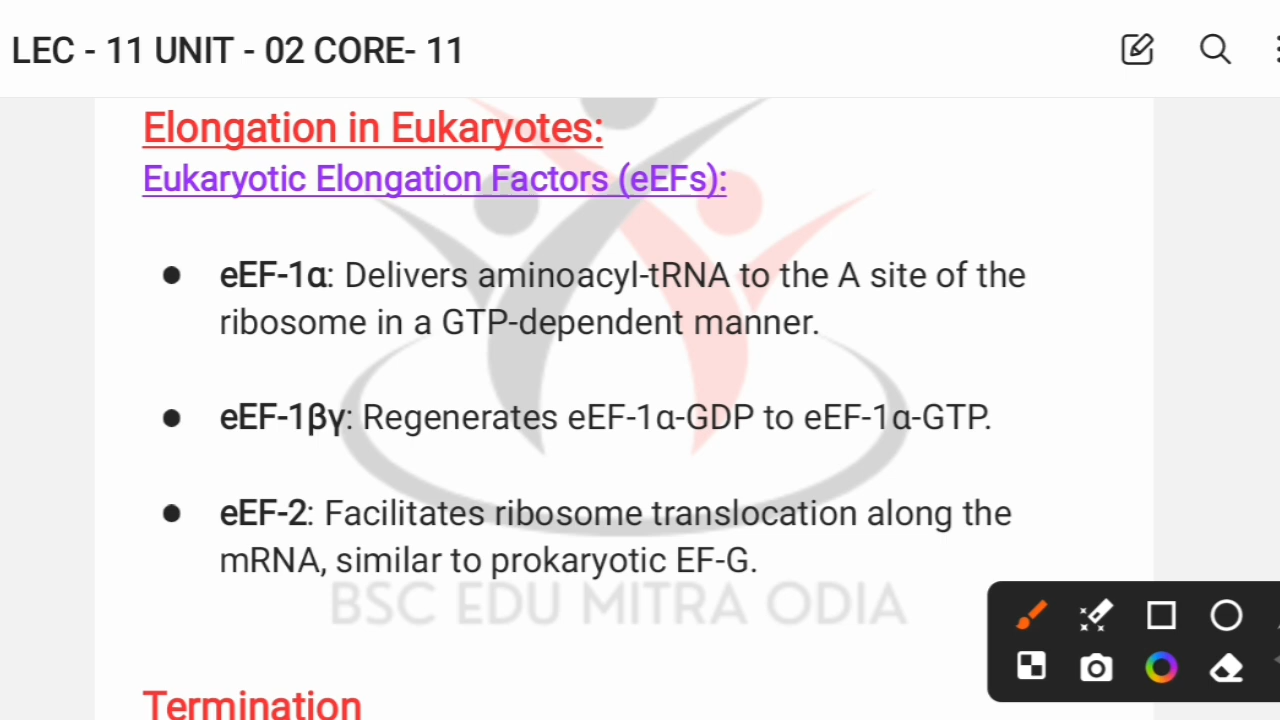 LEC - 11 UNIT - 02 CORE- 11
Elongation in Eukaryotes:
Eukaryotic Elongation Factors (eEFs):
● eEF-1α: Delivers aminoacyl-tRNA to the A site of the
ribosome in a GTP-dependent manner.
● eEF-1βγ: Regenerates eEF-1α-GDP to eEF-1α-GTP.
● eEF-2: Facilitates ribosome translocation along the
mRNA, similar to prokaryotic EF-G.
BSC EDU MITRA ODIA
Termination